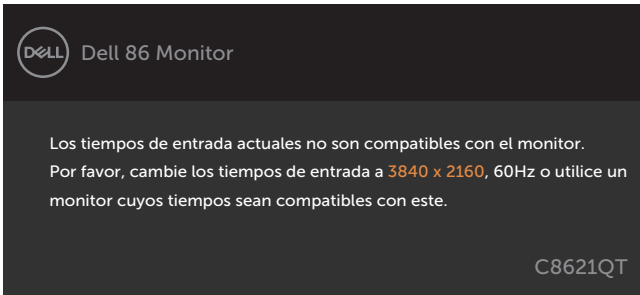 DELL Dell 86 Monitor
Los tiempos de entrada actuales no son compatibles con el monitor.
Por favor, cambie los tiempos de entrada a 3840 x 2160, 60Hz o utilice un
monitor cuyos tiempos sean compatibles con este.
C8621QT